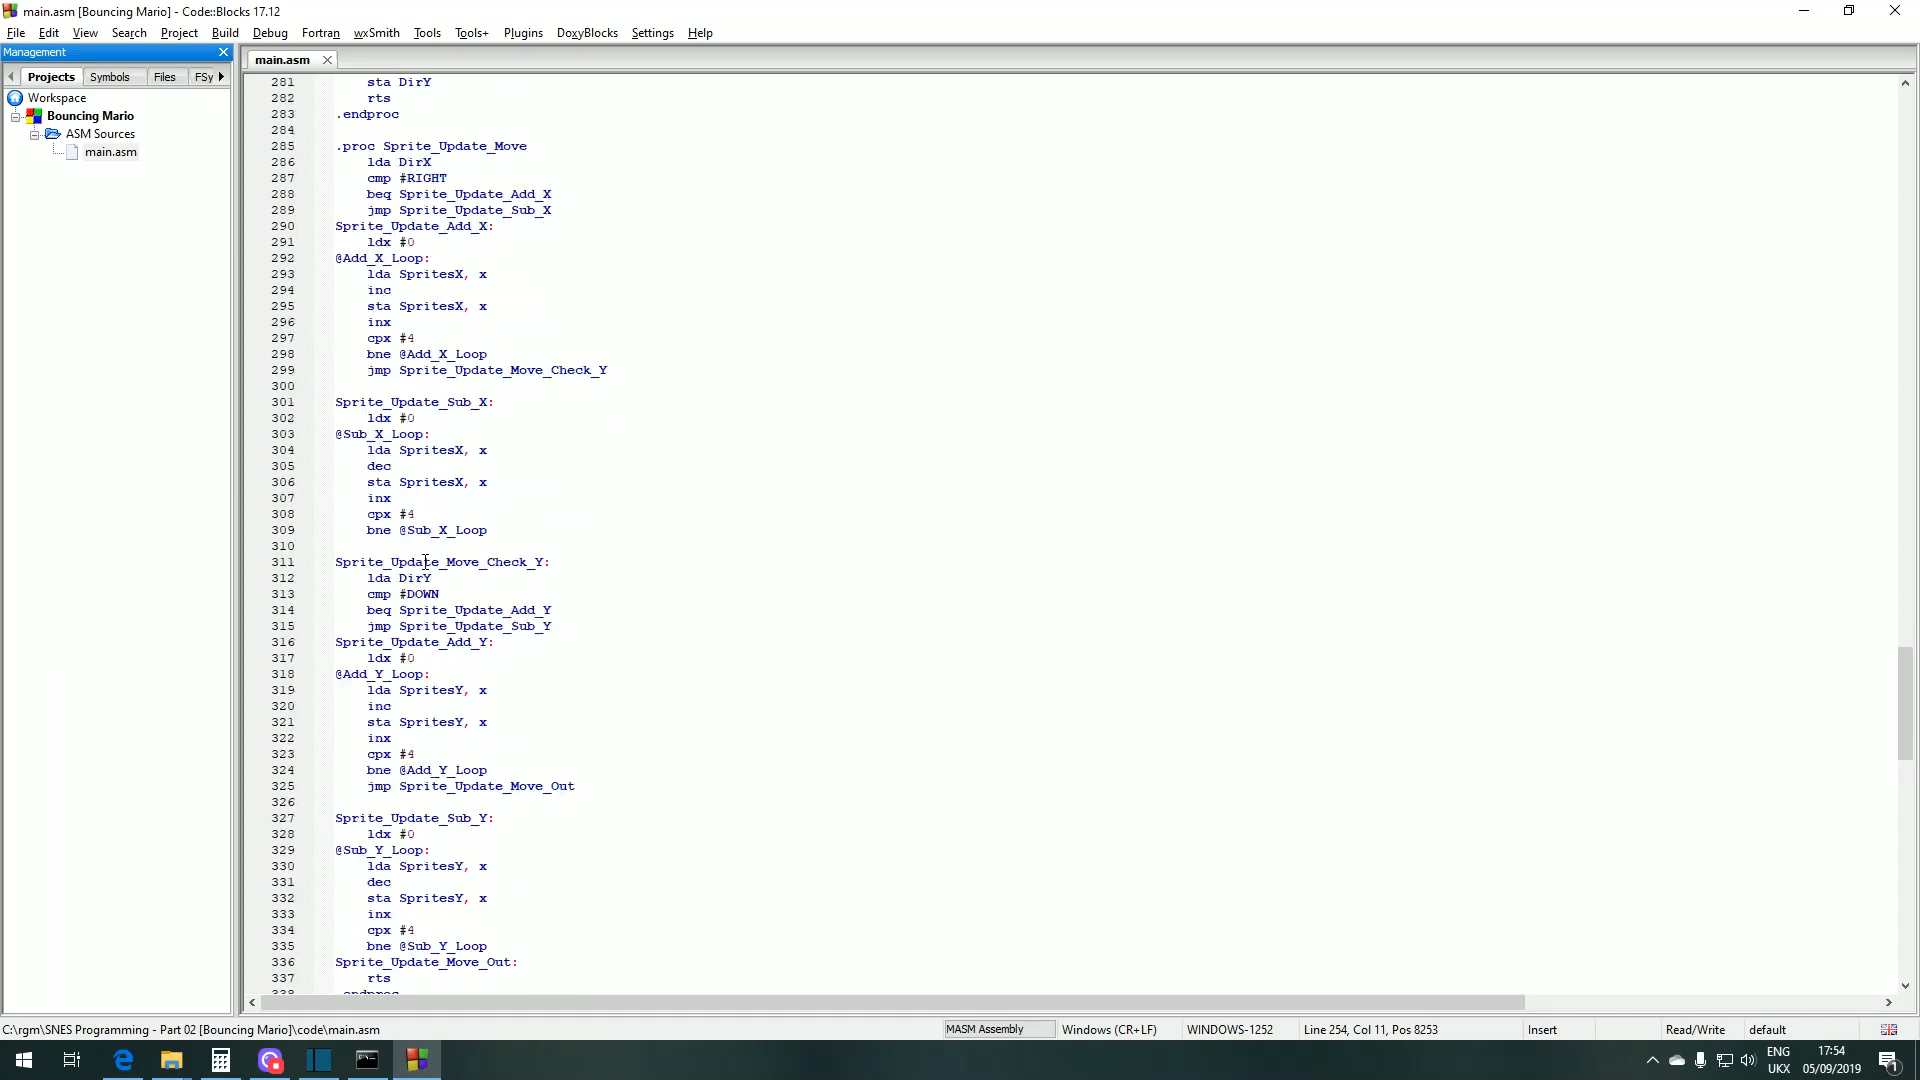 main.asm [Bouncing Mario] - Code::Blocks 17.12
File Edit View Search Project Build Debug Fortran wxSmith Tools Tools+ Plugins DoxyBlocks Settings Help
Management
Projects Symbols Files FSy
Workspace
Bouncing Mario
ASM Sources
main.asm
main.asm
281 sta DirY
282 rts
283 .endproc
284
285 .proc Sprite_Update_Move
286 lda DirX
287 cmp #RIGHT
288 beq Sprite_Update_Add_X
289 jmp Sprite_Update_Sub_X
290 Sprite_Update_Add_X:
291 ldx #0
292 @Add_X_Loop:
293 lda SpritesX, x
294 inc
295 sta SpritesX, x
296 inx
297 cpx #4
298 bne @Add_X_Loop
299 jmp Sprite_Update_Move_Check_Y
300
301 Sprite_Update_Sub_X:
302 ldx #0
303 @Sub_X_Loop:
304 lda SpritesX, x
305 dec
306 sta SpritesX, x
307 inx
308 cpx #4
309 bne @Sub_X_Loop
310
311 Sprite_Update_Move_Check_Y:
312 lda DirY
313 cmp #DOWN
314 beq Sprite_Update_Add_Y
315 jmp Sprite_Update_Sub_Y
316 Sprite_Update_Add_Y:
317 ldx #0
318 @Add_Y_Loop:
319 lda SpritesY, x
320 inc
321 sta SpritesY, x
322 inx
323 cpx #4
324 bne @Add_Y_Loop
325 jmp Sprite_Update_Move_Out
326
327 Sprite_Update_Sub_Y:
328 ldx #0
329 @Sub_Y_Loop:
330 lda SpritesY, x
331 dec
332 sta SpritesY, x
333 inx
334 cpx #4
335 bne @Sub_Y_Loop
336 Sprite_Update_Move_Out:
337 rts
338 .endproc
C:\rgm\SNES Programming - Part 02 [Bouncing Mario]\code\main.asm MASM Assembly Windows (CR+LF) WINDOWS-1252 Line 254, Col 11, Pos 8253 Insert Read/Write default
ENG 17:54
UKX 05/09/2019
1